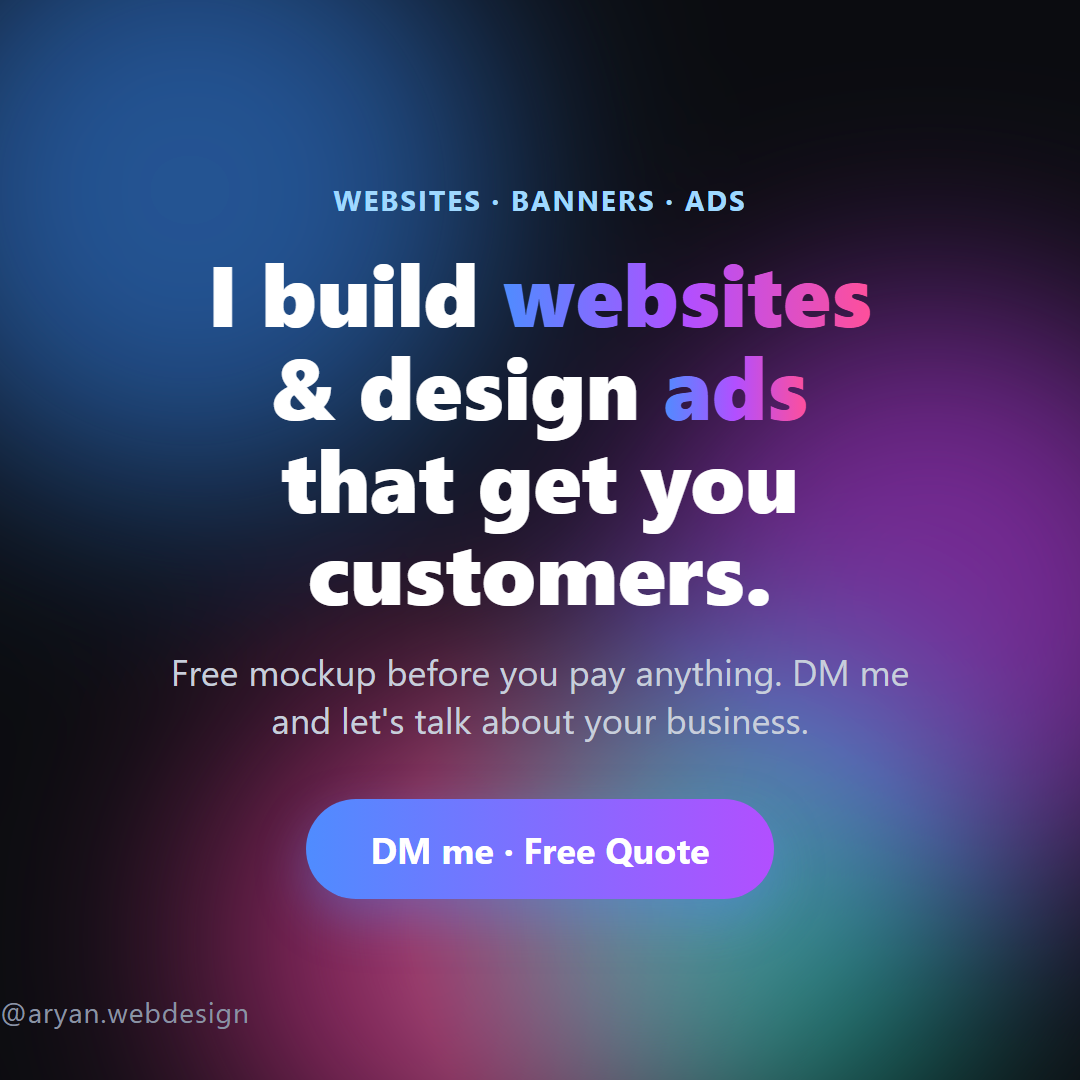 WEBSITES · BANNERS · ADS
I build websites
& design ads
that get you
customers.
Free mockup before you pay anything. DM me
and let's talk about your business.
DM me · Free Quote
@aryan.webdesign